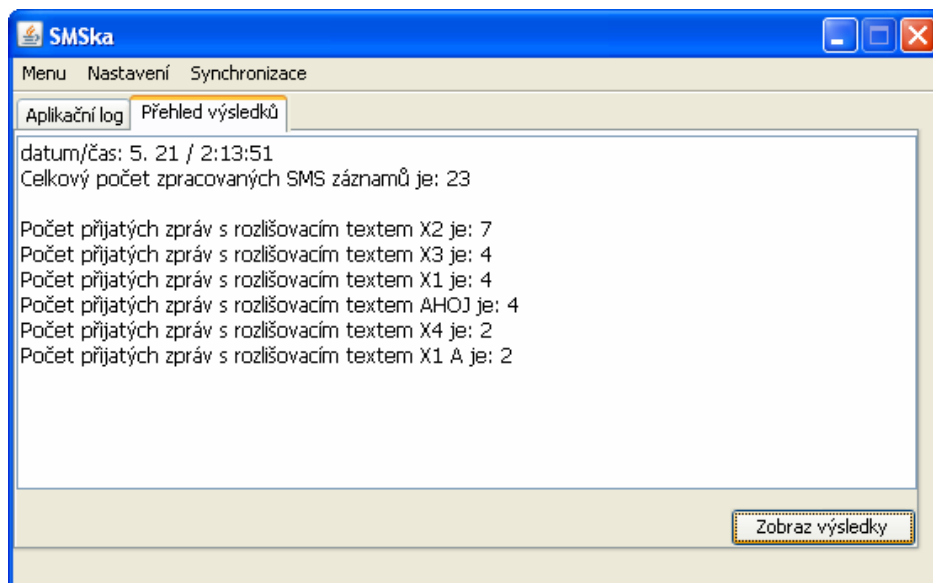 SMSka
Menu Nastavení Synchronizace
Aplikační log Přehled výsledků
datum/čas: 5. 21 / 2:13:51
Celkový počet zpracovaných SMS záznamů je: 23
Počet přijatých zpráv s rozlišovacím textem X2 je: 7
Počet přijatých zpráv s rozlišovacím textem X3 je: 4
Počet přijatých zpráv s rozlišovacím textem X1 je: 4
Počet přijatých zpráv s rozlišovacím textem AHOJ je: 4
Počet přijatých zpráv s rozlišovacím textem X4 je: 2
Počet přijatých zpráv s rozlišovacím textem X1 A je: 2
Zobraz výsledky